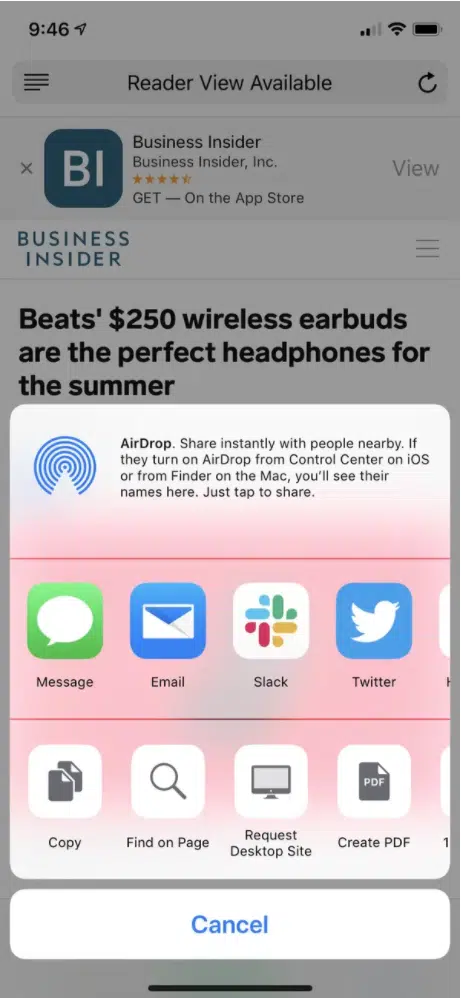 9:46
Reader View Available
Business Insider
Business Insider, Inc.
GET — On the App Store
View
BI
BUSINESS
INSIDER
Beats' $250 wireless earbuds
are the perfect headphones for
the summer
AirDrop. Share instantly with people nearby. If
they turn on AirDrop from Control Center on iOS
or from Finder on the Mac, you'll see their
names here. Just tap to share.
Message Email Slack Twitter
PDF
Copy Find on Page Request
Desktop Site Create PDF
Cancel